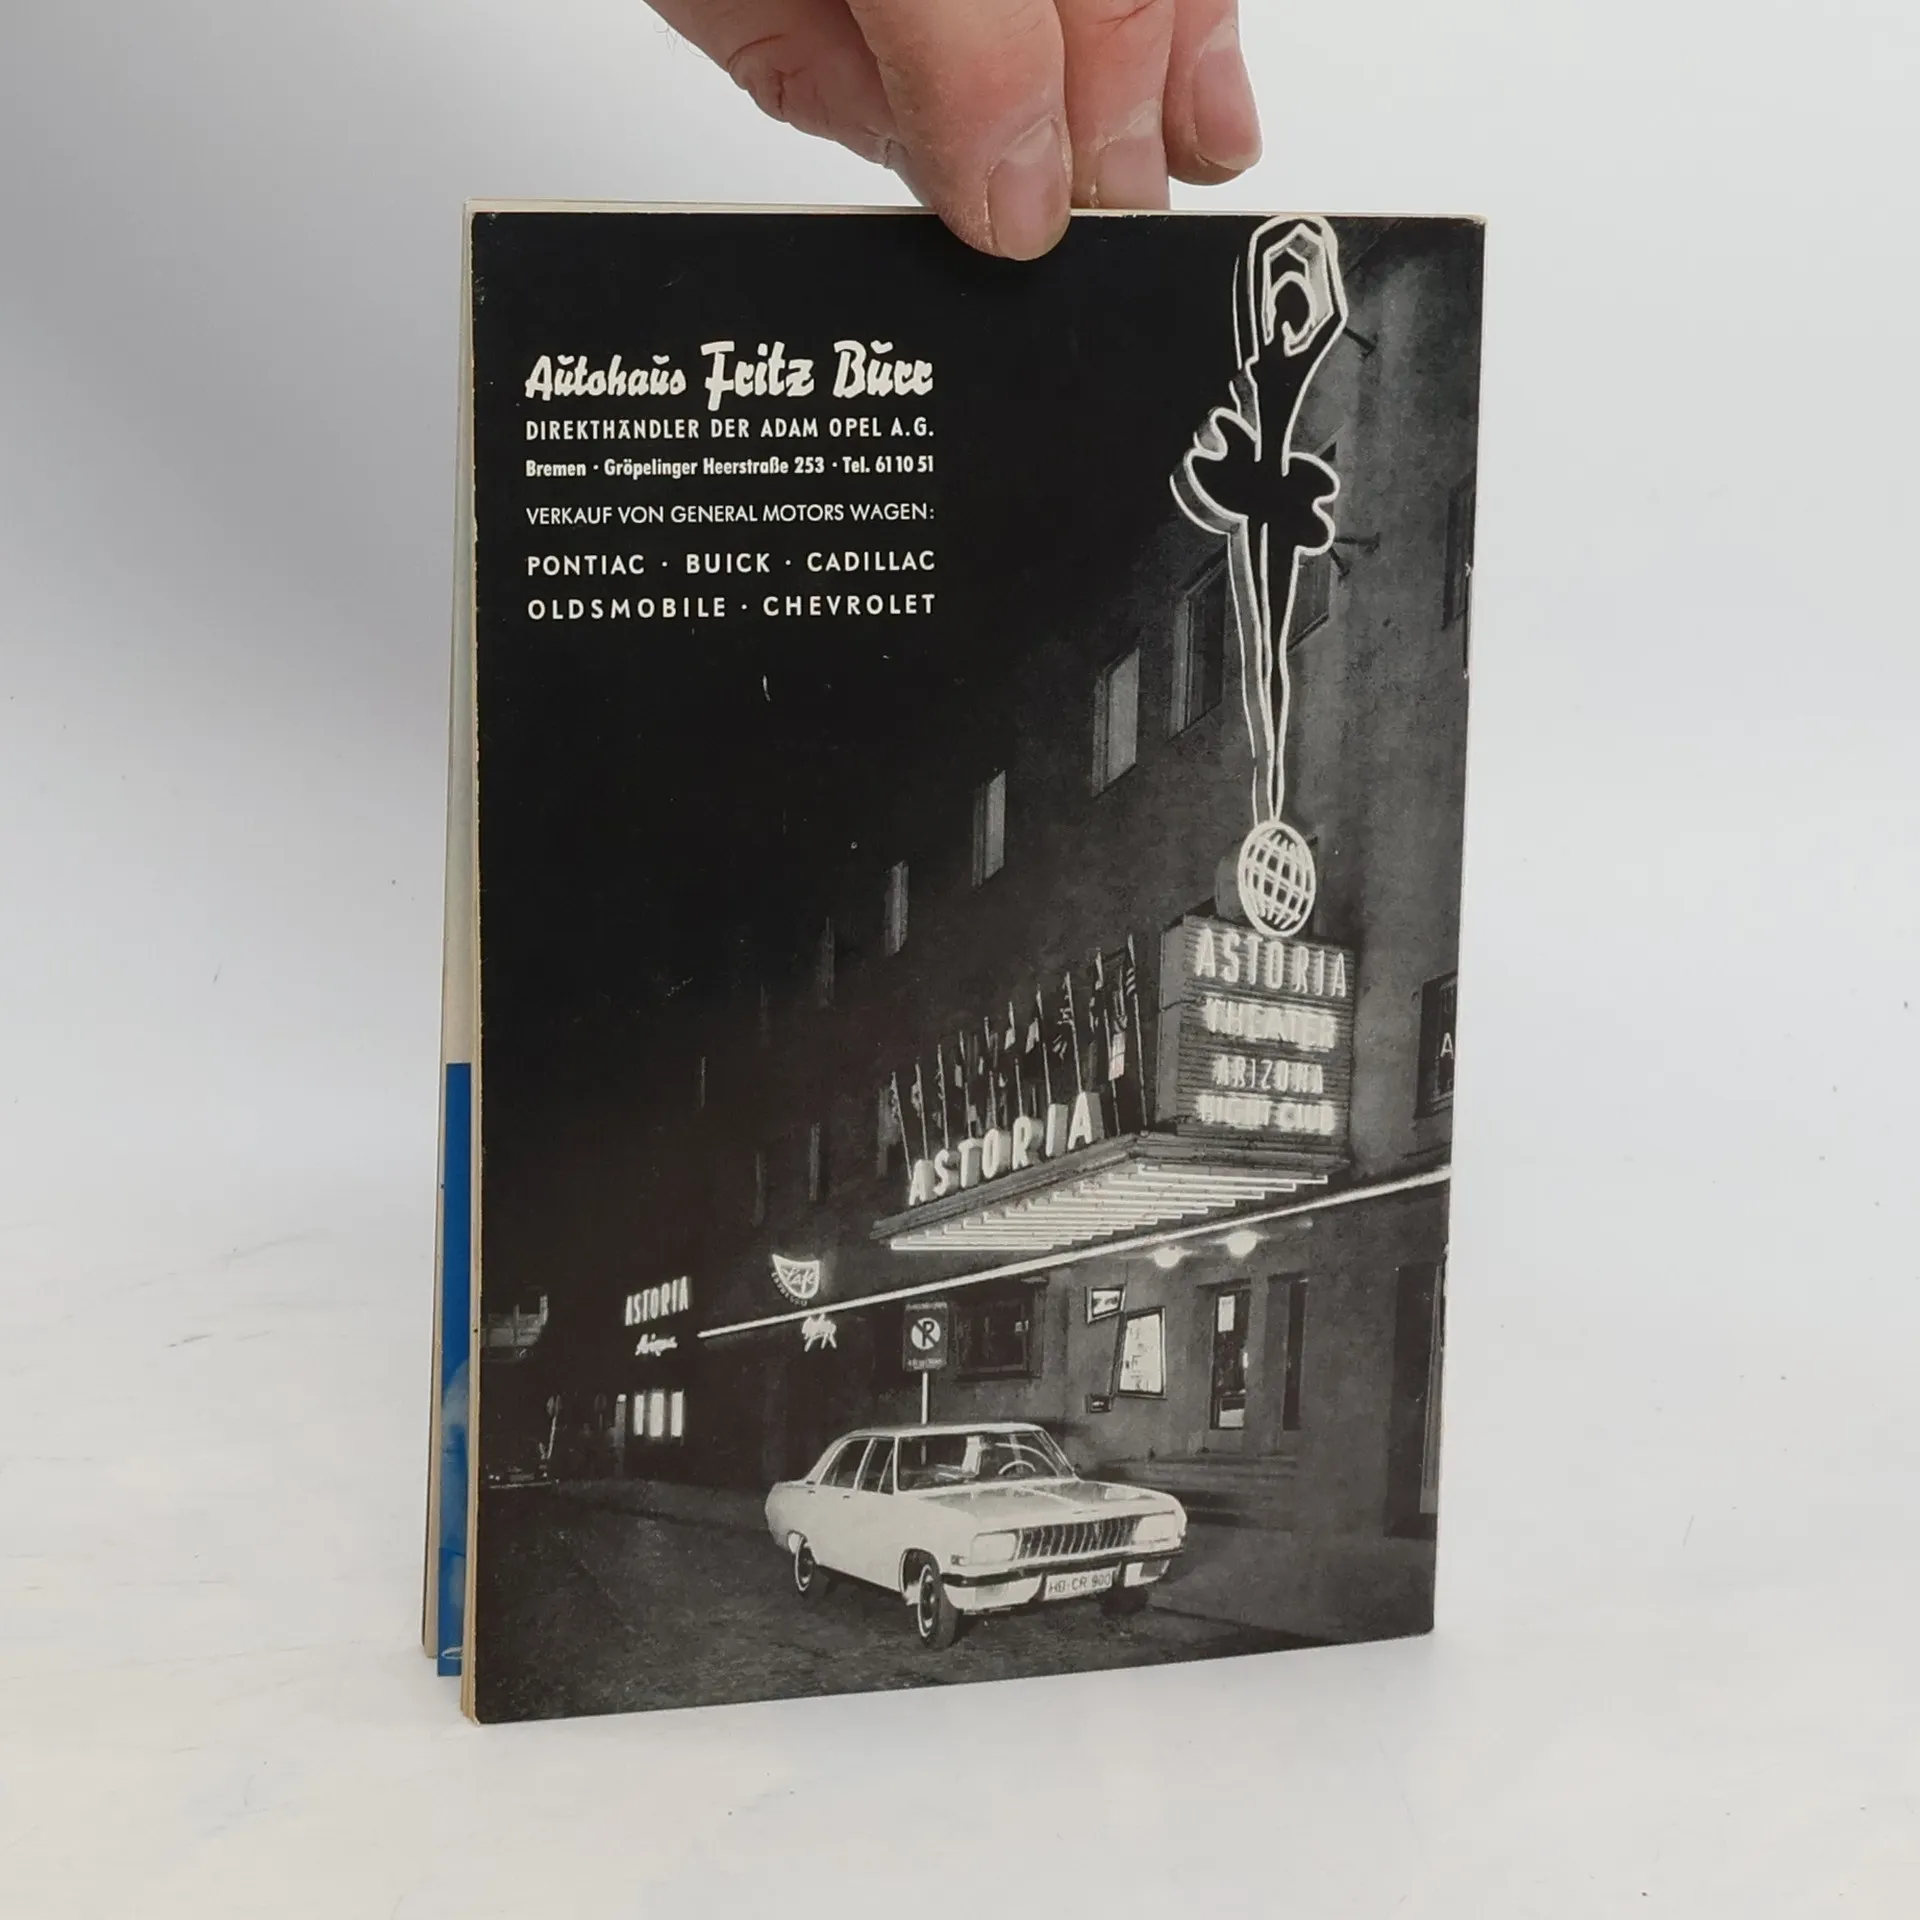 Autohaus Fritz Burr
DIREKTHÄNDLER DER ADAM OPEL A.G.
Bremen · Gröpelinger Heerstraße 253 · Tel. 61 10 51
VERKAUF VON GENERAL MOTORS WAGEN:
PONTIAC · BUICK · CADILLAC
OLDSMOBILE · CHEVROLET
ASTORIA
THEATER
ARIZONA
NIGHT CLUB
ASTORIA
ASTORIA
HB-CR 900